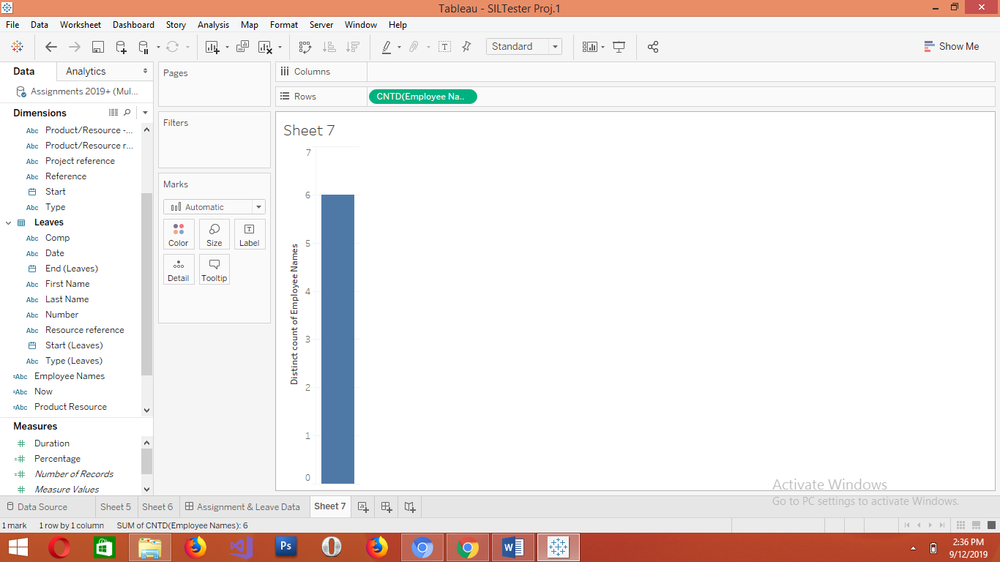 Tableau - SILTester Proj.1
File Data Worksheet Dashboard Story Analysis Map Format Server Window Help
Standard
Show Me
Data Analytics
Assignments 2019+ (Mul...
Dimensions
Abc Product/Resource -...
Abc Product/Resource r...
Abc Project reference
Abc Reference
Start
Abc Type
Leaves
Abc Comp
Abc Date
End (Leaves)
Abc First Name
Abc Last Name
Abc Number
Abc Resource reference
Start (Leaves)
Abc Type (Leaves)
=Abc Employee Names
=Abc Now
=Abc Product Resource
Measures
# Duration
=# Percentage
=# Number of Records
# Measure Values
Pages
Filters
Marks
Automatic
Color Size Label
Detail Tooltip
Columns
Rows CNTD(Employee Na..
Sheet 7
7
6
5
4
3
2
1
0
Distinct count of Employee Names
Activate Windows
Go to PC settings to activate Windows.
Data Source Sheet 5 Sheet 6 Assignment & Leave Data Sheet 7
1 mark 1 row by 1 column SUM of CNTD(Employee Names): 6
Ps
W
2:36 PM
9/12/2019